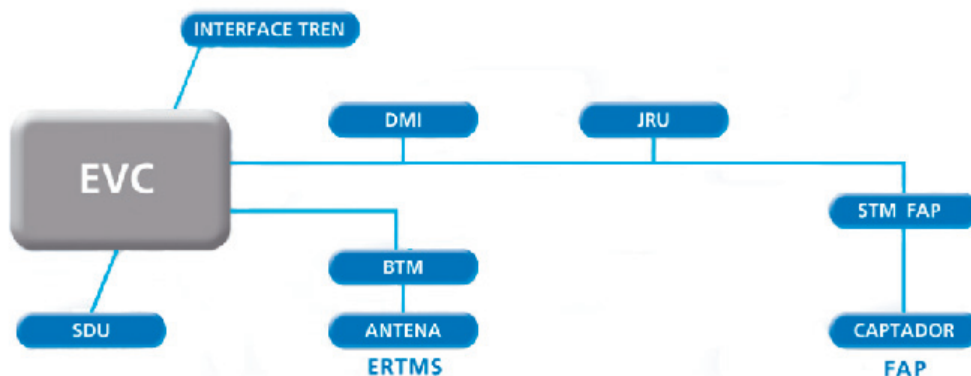 INTERFACE TREN
DMI
JRU
EVC
STM FAP
BTM
SDU
ANTENA
CAPTADOR
ERTMS
FAP